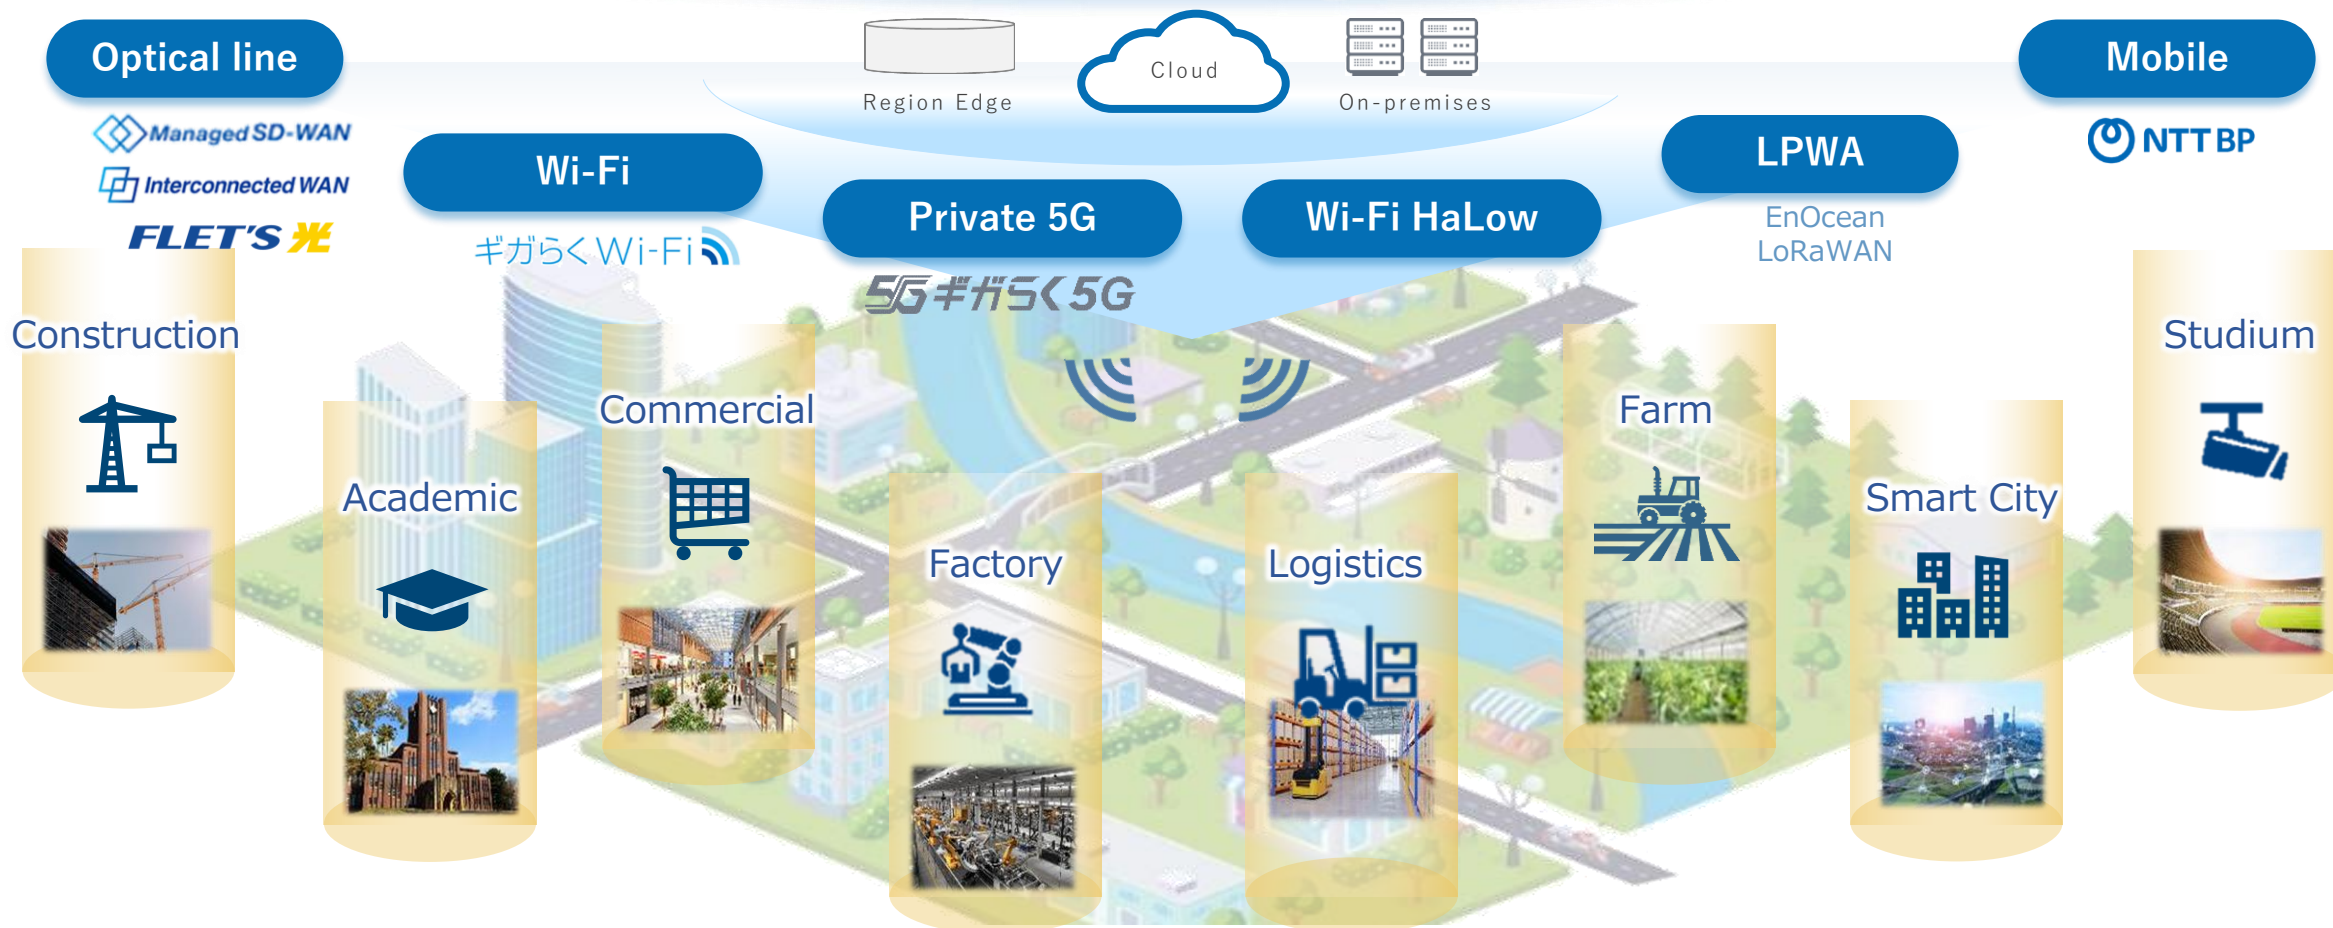 Optical line
Region Edge
Cloud
On-premises
Mobile
Managed SD-WAN
Interconnected WAN
FLET'S 光
Wi-Fi
ギガらくWi-Fi
Private 5G
5G ギガらく5G
Wi-Fi HaLow
LPWA
EnOcean
LoRaWAN
NTT BP
Construction
Academic
Commercial
Factory
Logistics
Farm
Smart City
Studium